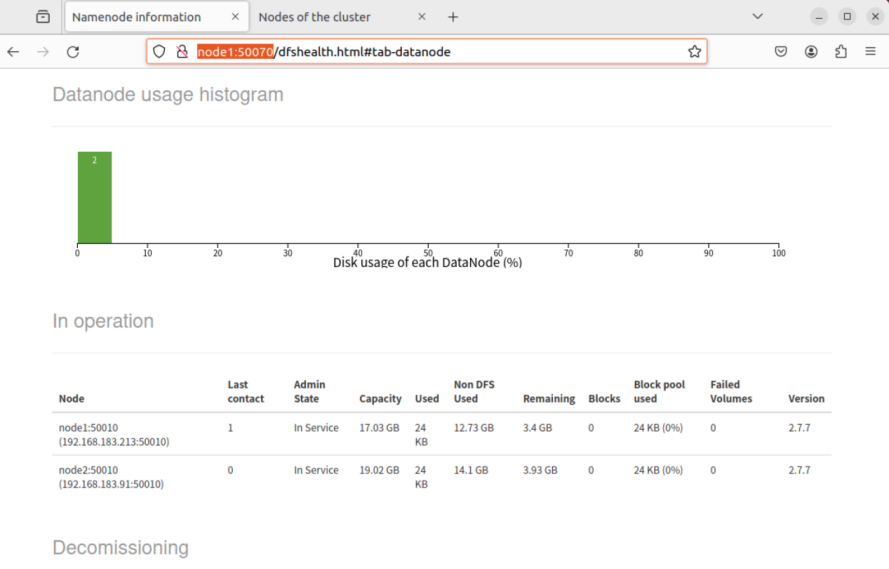 Namenode information
Nodes of the cluster
node1:50070/dfshealth.html#tab-datanode
Datanode usage histogram
2
0 10 20 30 40 50 60 70 80 90 100
Disk usage of each DataNode (%)
In operation
Node Last contact Admin State Capacity Used Non DFS Used Remaining Blocks Block pool used Failed Volumes Version
node1:50010 (192.168.183.213:50010) 1 In Service 17.03 GB 24 KB 12.73 GB 3.4 GB 0 24 KB (0%) 0 2.7.7
node2:50010 (192.168.183.91:50010) 0 In Service 19.02 GB 24 KB 14.1 GB 3.93 GB 0 24 KB (0%) 0 2.7.7
Decomissioning